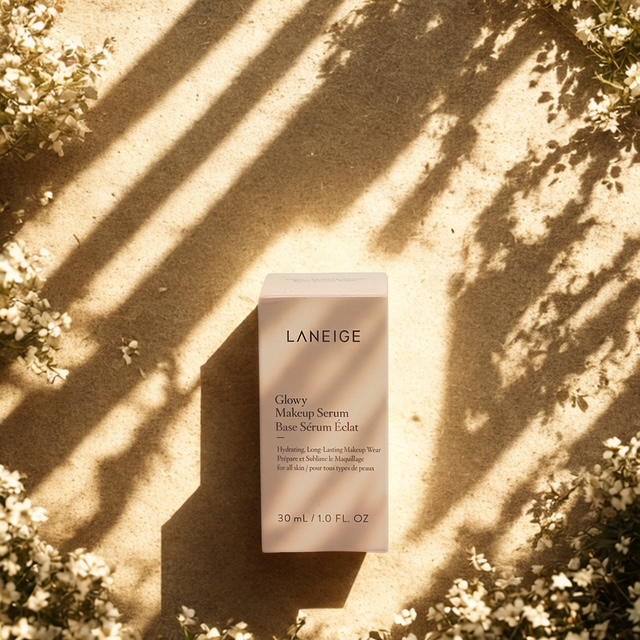 LANEIGE
Glowy
Makeup Serum
Base Sérum Éclat
Hydrating, Long-Lasting Makeup Wear
Prépare et Sublime le Maquillage
for all skin / pour tous types de peaux
30 mL / 1.0 FL. OZ